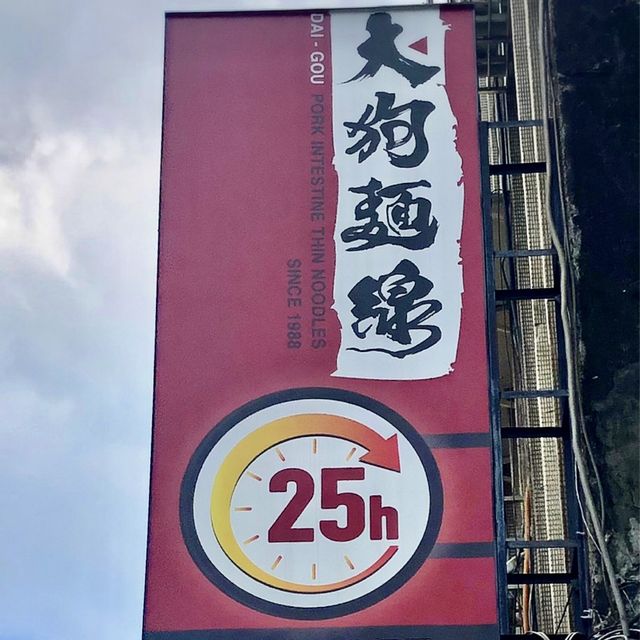 大狗麵線
DAI - GOU PORK INTESTINE THIN NOODLES
SINCE 1988
25h